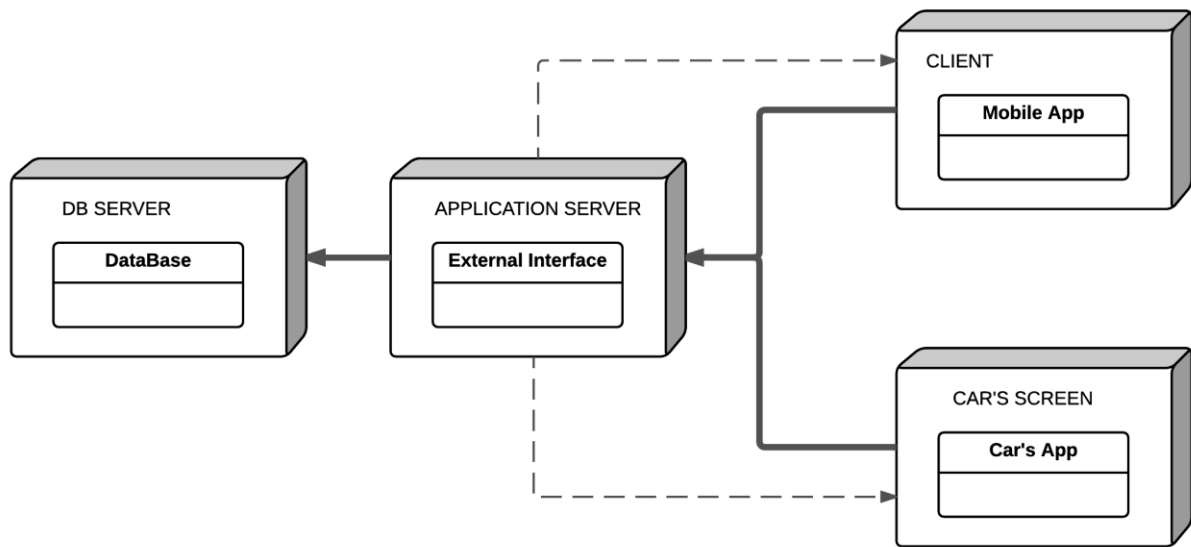 CLIENT
Mobile App
DB SERVER
DataBase
APPLICATION SERVER
External Interface
CAR'S SCREEN
Car's App